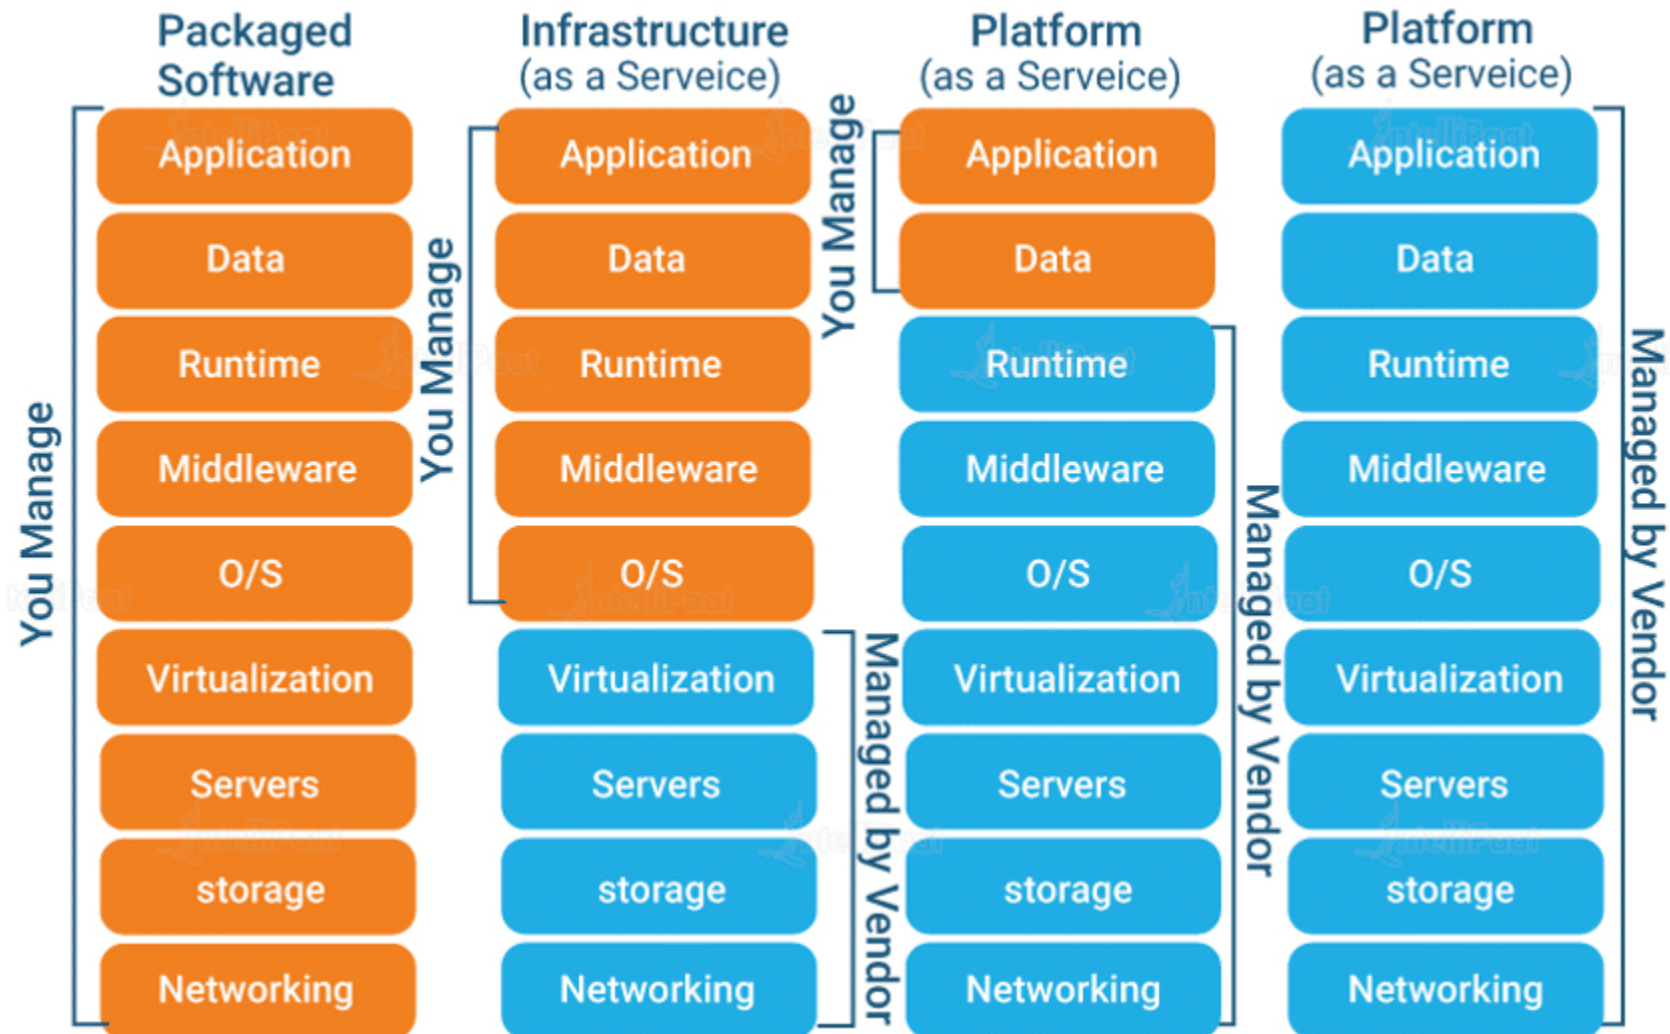 Packaged
Software
You Manage
Application
Data
Runtime
Middleware
O/S
Virtualization
Servers
storage
Networking
Infrastructure
(as a Serveice)
You Manage
Application
Data
Runtime
Middleware
O/S
Virtualization
Servers
storage
Networking
Managed by Vendor
Platform
(as a Serveice)
You Manage
Application
Data
Runtime
Middleware
O/S
Virtualization
Servers
storage
Networking
Managed by Vendor
Platform
(as a Serveice)
Application
Data
Runtime
Middleware
O/S
Virtualization
Servers
storage
Networking
Managed by Vendor
IntelliPaat